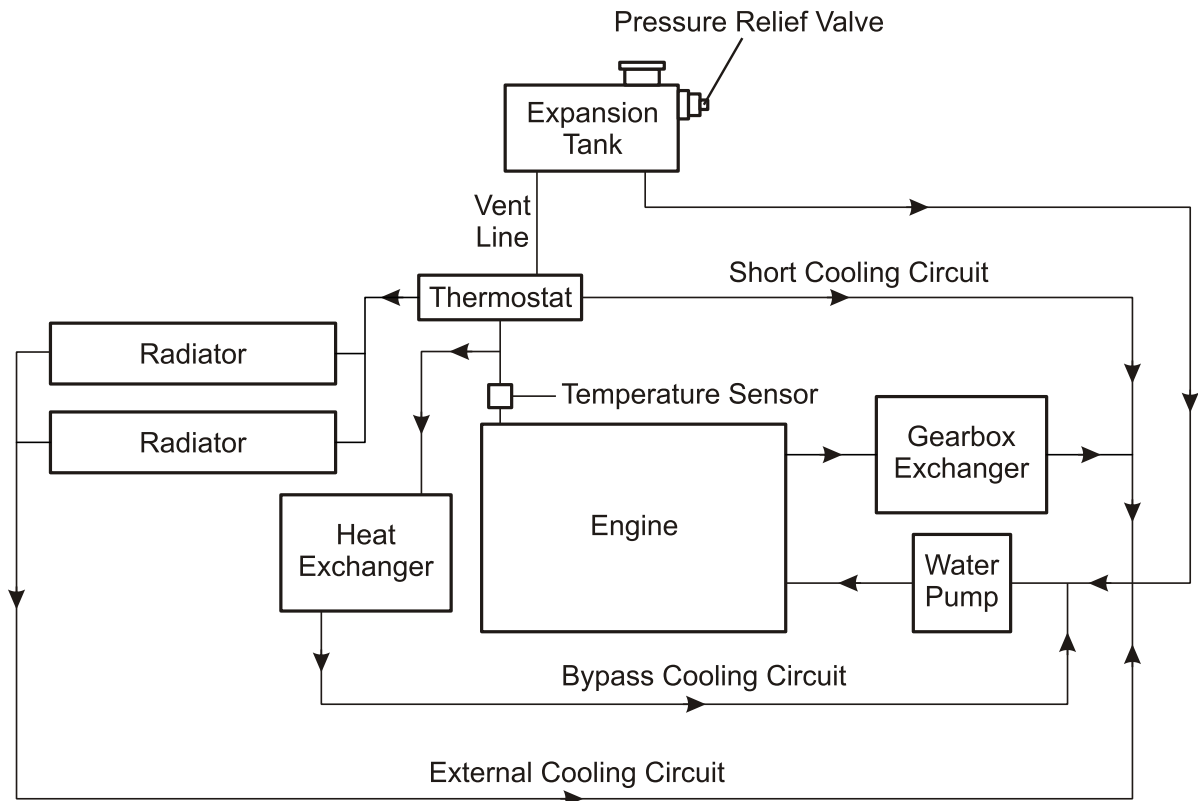 Pressure Relief Valve
Expansion
Tank
Vent
Line
Short Cooling Circuit
Thermostat
Radiator
Temperature Sensor
Radiator
Gearbox
Exchanger
Heat
Exchanger
Engine
Water
Pump
Bypass Cooling Circuit
External Cooling Circuit